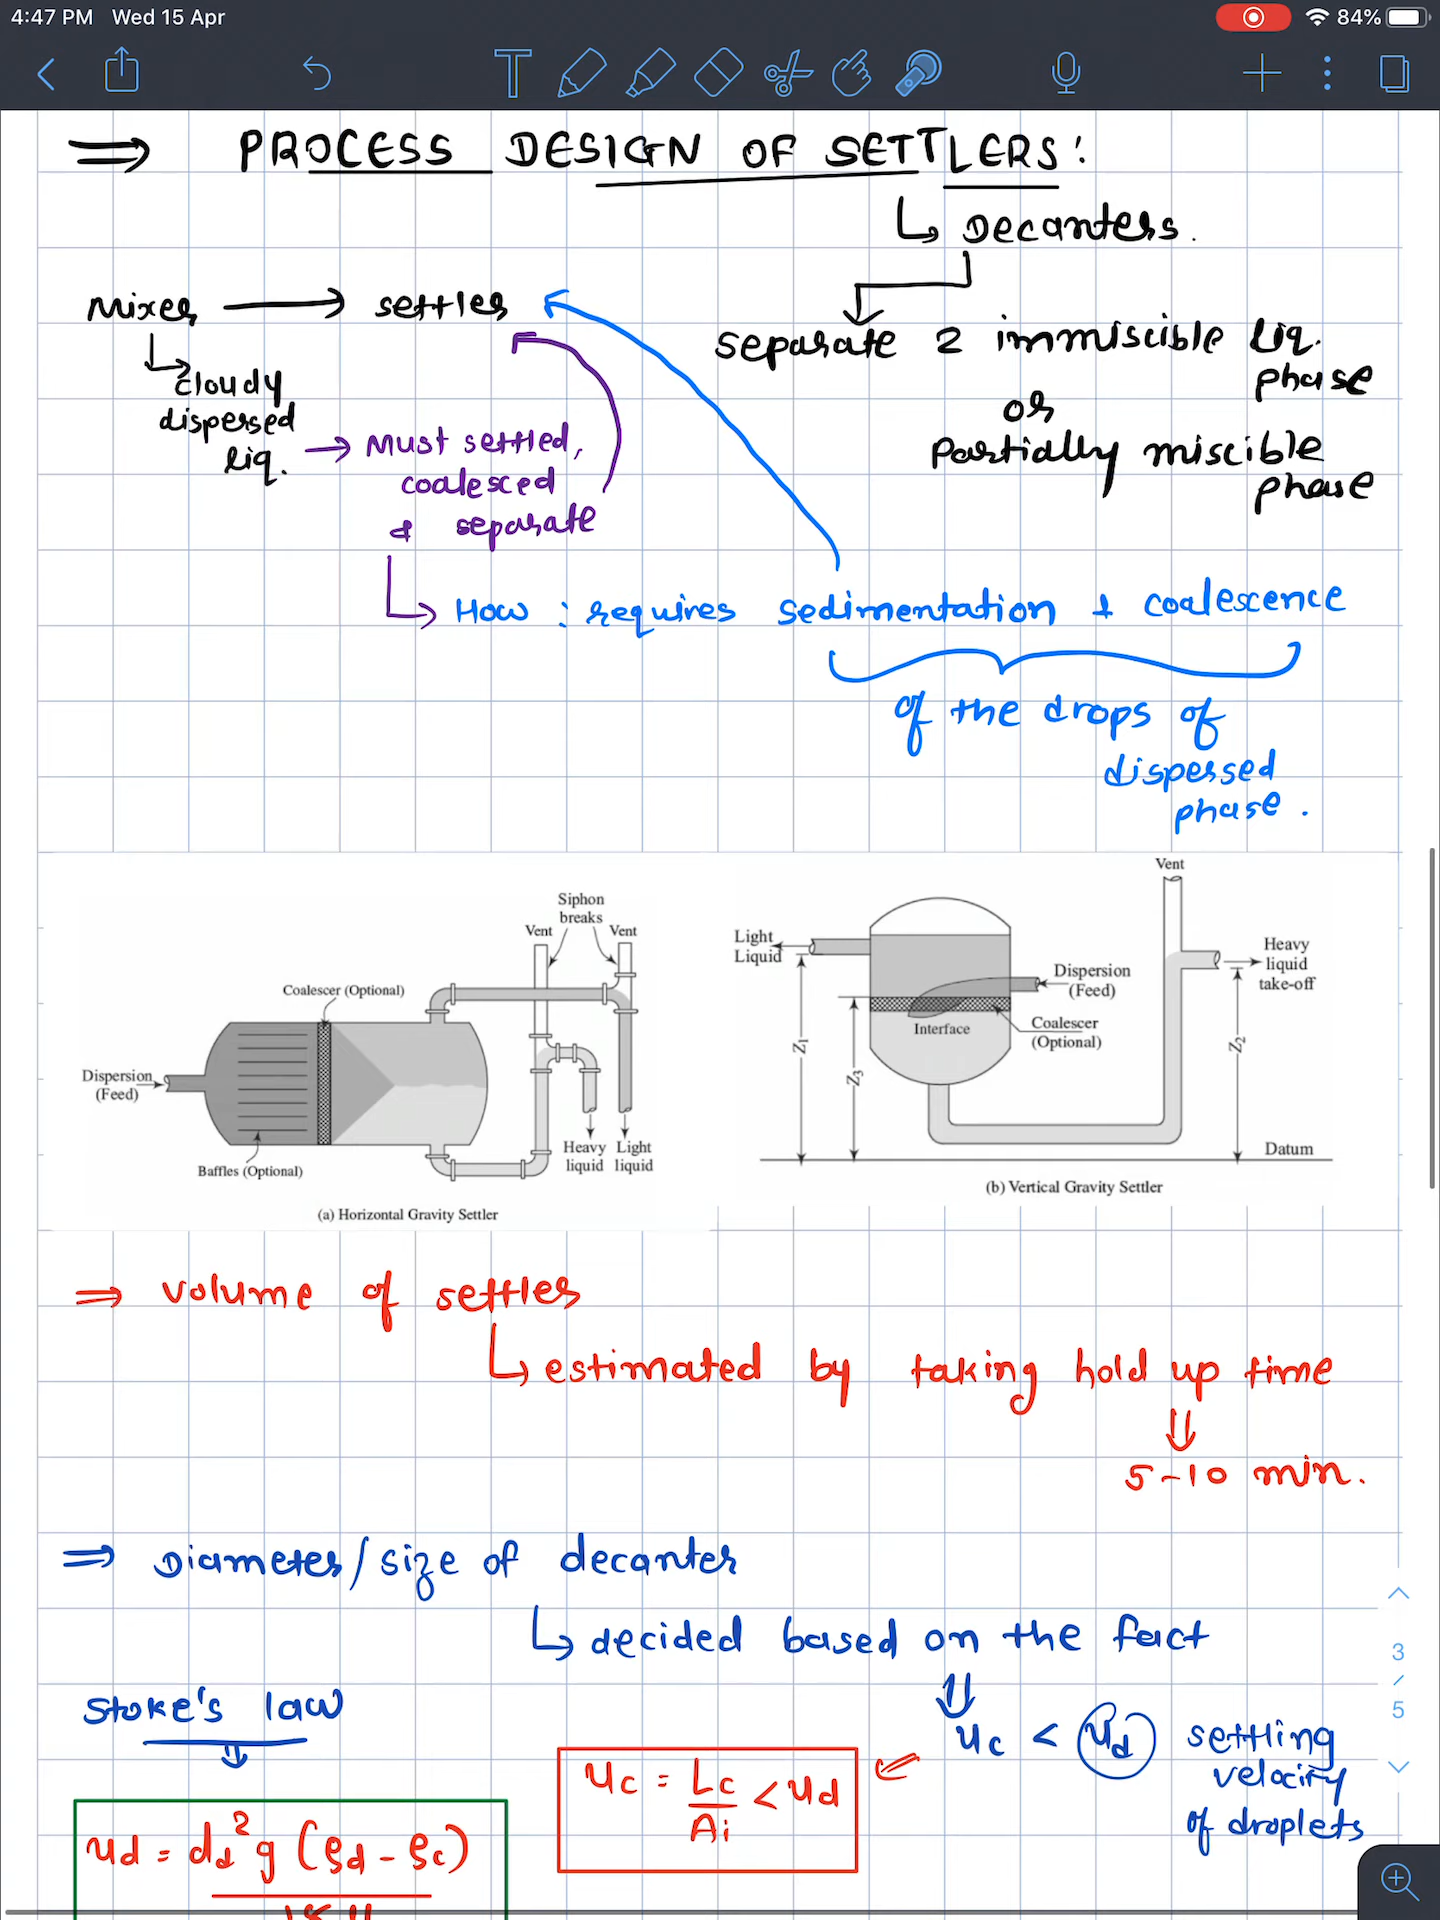 4:47 PM Wed 15 Apr
84%
⇒ PROCESS DESIGN OF SETTLERS:
↳ Decanters.
Mixer → settler
↳ cloudy
dispersed
liq.
→ Must settled,
coalesced
& separate
separate 2 immiscible liq.
phase
or
Partially miscible
phase
↳ How : requires sedimentation + coalescence
of the drops of
dispersed
phase.
Siphon
breaks
Vent
Vent
Coalescer (Optional)
Dispersion
(Feed)
Baffles (Optional)
Heavy
liquid
Light
liquid
(a) Horizontal Gravity Settler
Vent
Light
Liquid
Heavy
liquid
take-off
Dispersion
(Feed)
Interface
Coalescer
(Optional)
Z1
Z3
Z2
Datum
(b) Vertical Gravity Settler
⇒ volume of settler
↳ estimated by taking hold up time
⇓
5-10 min.
⇒ Diameter/size of decanter
↳ decided based on the fact
⇓
uc < ud settling
velocity
of droplets
Stoke's law
⇓
uc = Lc/Ai < ud
ud = dd²g (ρd - ρc)
3
/
5